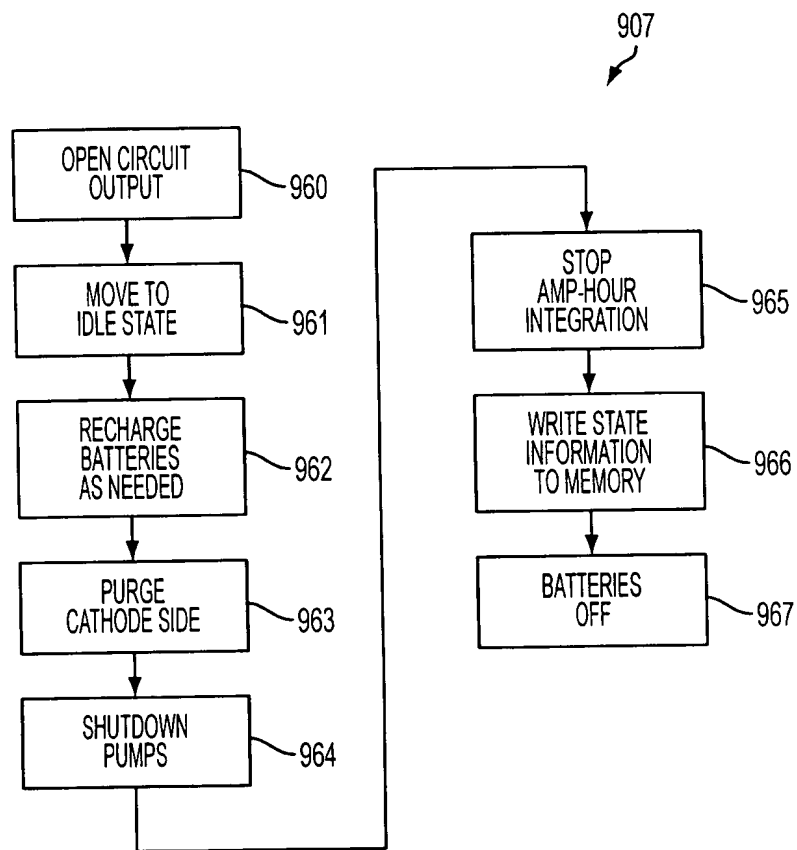 907
OPEN CIRCUIT
OUTPUT
960
MOVE TO
IDLE STATE
961
RECHARGE
BATTERIES
AS NEEDED
962
PURGE
CATHODE SIDE
963
SHUTDOWN
PUMPS
964
STOP
AMP-HOUR
INTEGRATION
965
WRITE STATE
INFORMATION
TO MEMORY
966
BATTERIES
OFF
967